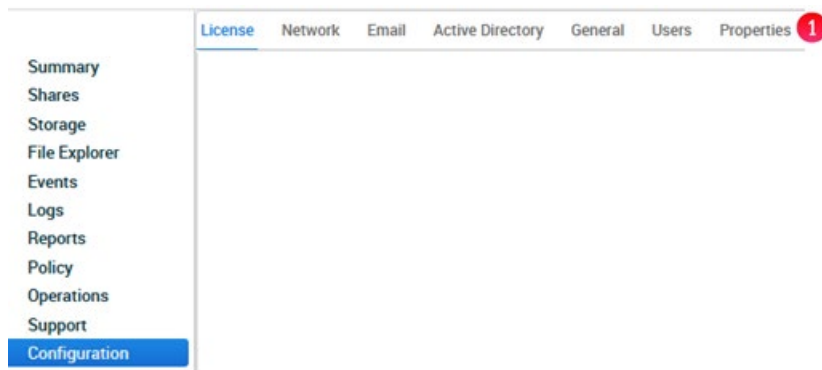 License Network Email Active Directory General Users Properties 1
Summary
Shares
Storage
File Explorer
Events
Logs
Reports
Policy
Operations
Support
Configuration